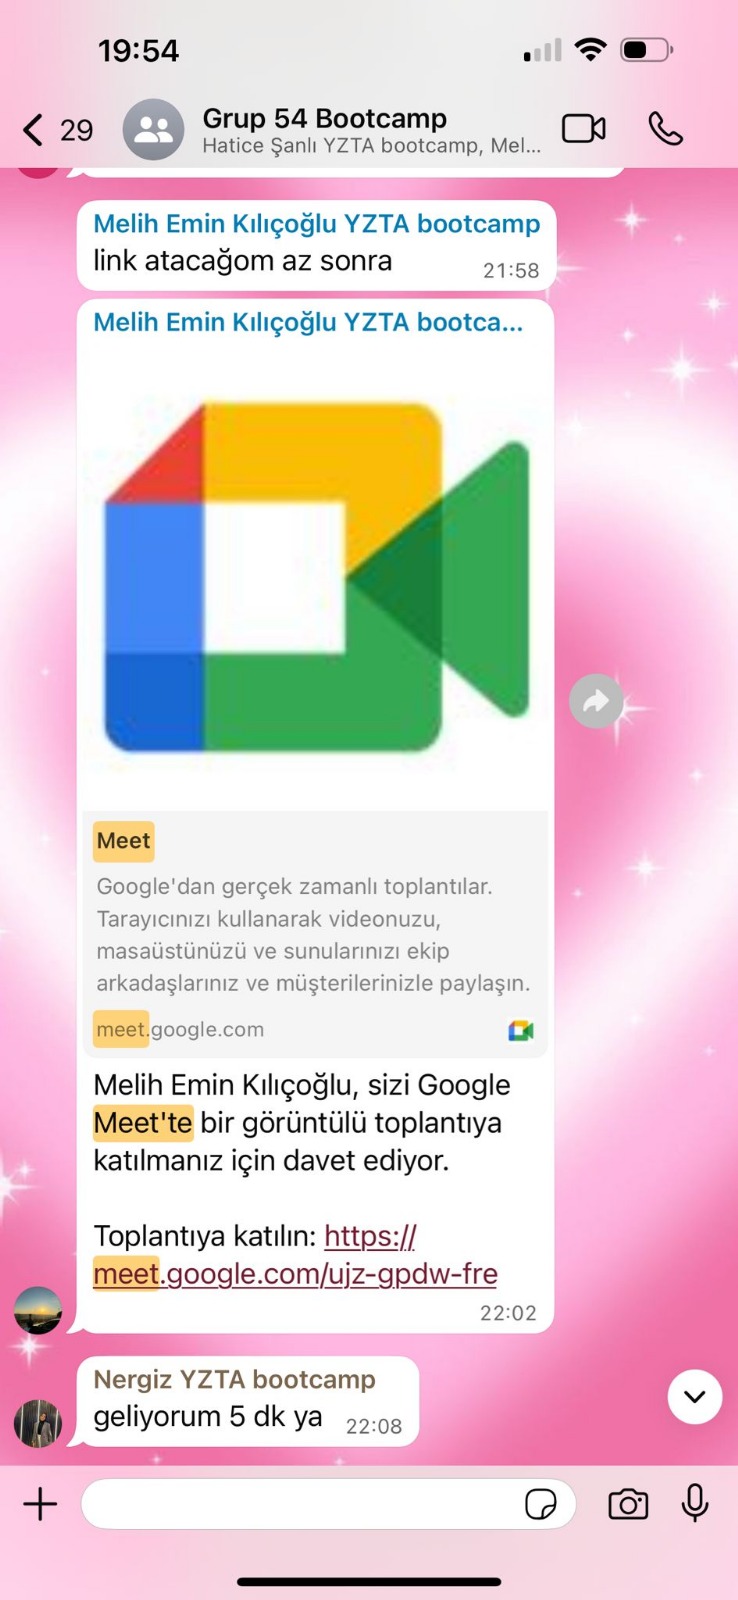 19:54
29
Grup 54 Bootcamp
Hatice Şanlı YZTA bootcamp, Mel...
Melih Emin Kılıçoğlu YZTA bootcamp
link atacağom az sonra
21:58
Melih Emin Kılıçoğlu YZTA bootca...
Meet
Google'dan gerçek zamanlı toplantılar.
Tarayıcınızı kullanarak videonuzu,
masaüstünüzü ve sunularınızı ekip
arkadaşlarınız ve müşterilerinizle paylaşın.
meet.google.com
Melih Emin Kılıçoğlu, sizi Google
Meet'te bir görüntülü toplantıya
katılmanız için davet ediyor.
Toplantıya katılın: https://
meet.google.com/ujz-gpdw-fre
22:02
Nergiz YZTA bootcamp
geliyorum 5 dk ya
22:08